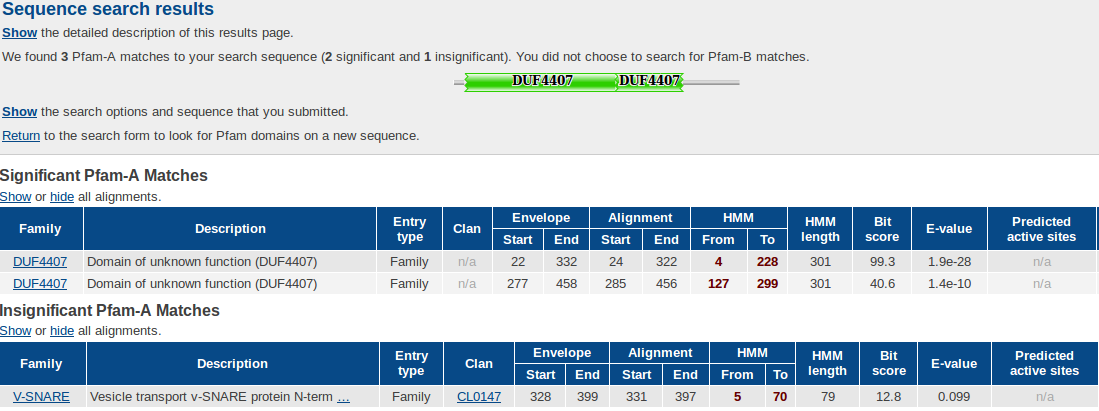 Sequence search results
Show the detailed description of this results page.
We found 3 Pfam-A matches to your search sequence (2 significant and 1 insignificant). You did not choose to search for Pfam-B matches.
DUF4407 DUF4407
Show the search options and sequence that you submitted.
Return to the search form to look for Pfam domains on a new sequence.
Significant Pfam-A Matches
Show or hide all alignments.
Family Description Entry type Clan Envelope Alignment HMM HMM length Bit score E-value Predicted active sites
Start End Start End From To
DUF4407 Domain of unknown function (DUF4407) Family n/a 22 332 24 322 4 228 301 99.3 1.9e-28 n/a
DUF4407 Domain of unknown function (DUF4407) Family n/a 277 458 285 456 127 299 301 40.6 1.4e-10 n/a
Insignificant Pfam-A Matches
Show or hide all alignments.
Family Description Entry type Clan Envelope Alignment HMM HMM length Bit score E-value Predicted active sites
Start End Start End From To
V-SNARE Vesicle transport v-SNARE protein N-term ... Family CL0147 328 399 331 397 5 70 79 12.8 0.099 n/a